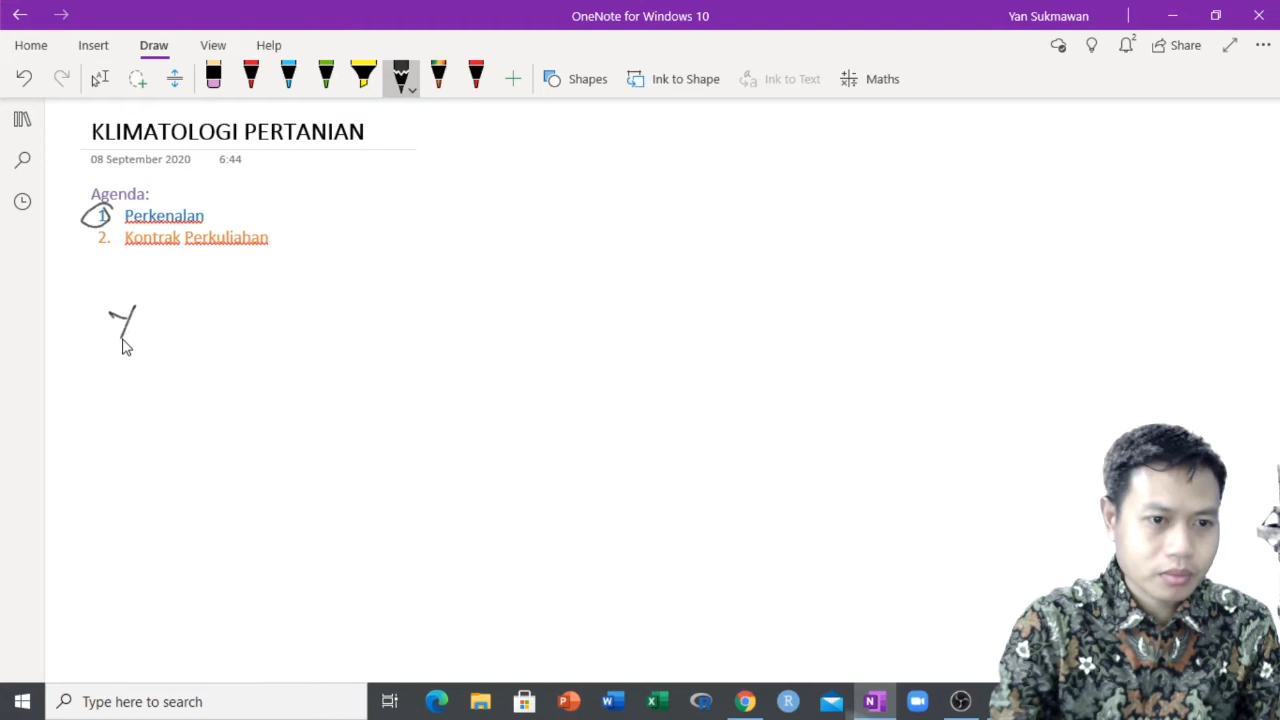 OneNote for Windows 10
Yan Sukmawan
Home Insert Draw View Help
2
Share
Shapes Ink to Shape Ink to Text Maths
KLIMATOLOGI PERTANIAN
08 September 2020 6:44
Agenda:
1. Perkenalan
2. Kontrak Perkuliahan
Y
Type here to search